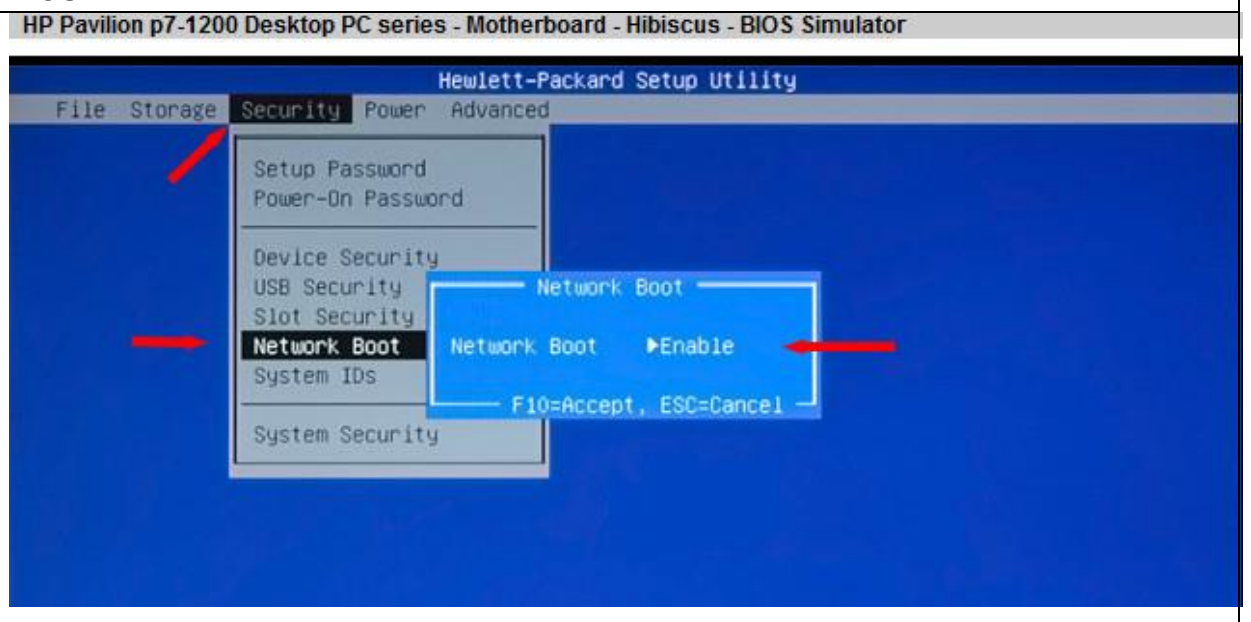 HP Pavilion p7-1200 Desktop PC series - Motherboard - Hibiscus - BIOS Simulator
Hewlett-Packard Setup Utility
File Storage Security Power Advanced
Setup Password
Power-On Password
Device Security
USB Security
Slot Security
Network Boot
System IDs
System Security
Network Boot
Network Boot ▶Enable
F10=Accept, ESC=Cancel